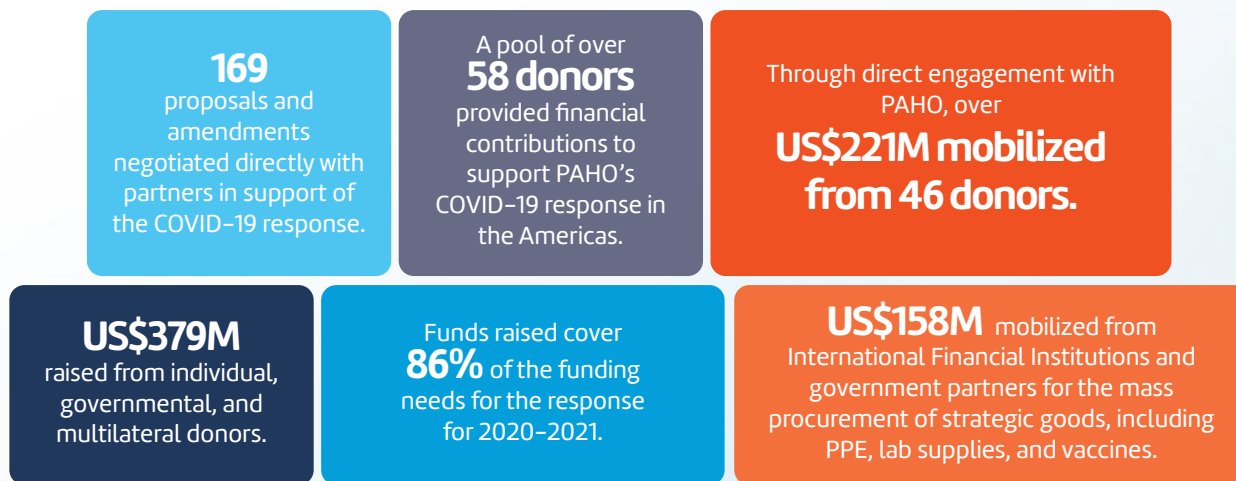 169
proposals and
amendments
negotiated directly with
partners in support of
the COVID-19 response.
A pool of over
58 donors
provided financial
contributions to
support PAHO's
COVID-19 response in
the Americas.
Through direct engagement with
PAHO, over
US$221M mobilized
from 46 donors.
US$379M
raised from individual,
governmental, and
multilateral donors.
Funds raised cover
86% of the funding
needs for the response
for 2020-2021.
US$158M mobilized from
International Financial Institutions and
government partners for the mass
procurement of strategic goods, including
PPE, lab supplies, and vaccines.